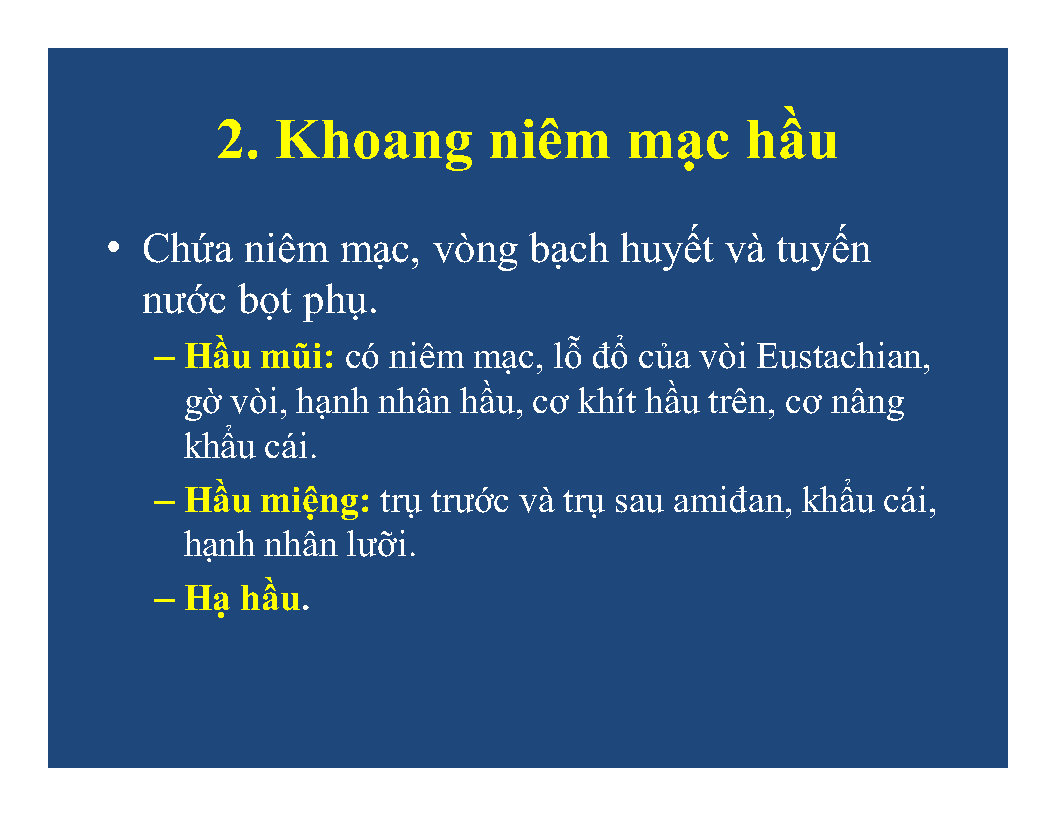 2. Khoang niêm mạc hầu
• Chứa niêm mạc, vòng bạch huyết và tuyến
nước bọt phụ.
– Hầu mũi: có niêm mạc, lỗ đổ của vòi Eustachian,
gờ vòi, hạnh nhân hầu, cơ khít hầu trên, cơ nâng
khẩu cái.
– Hầu miệng: trụ trước và trụ sau amiđan, khẩu cái,
hạnh nhân lưỡi.
– Hạ hầu.